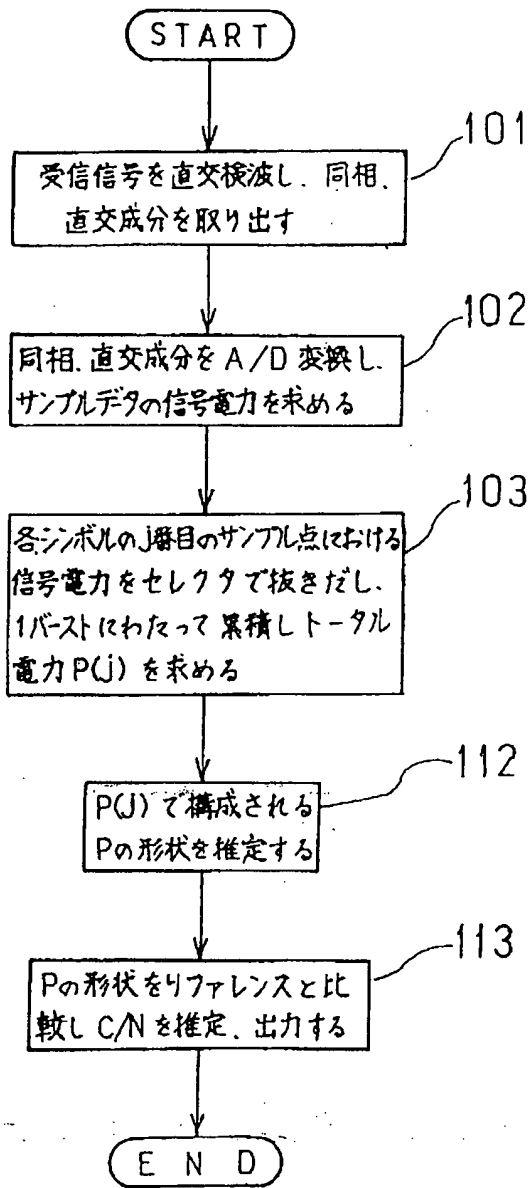 START
101
受信信号を直交検波し、同相、
直交成分を取り出す
102
同相、直交成分をA/D変換し、
サンプルデータの信号電力を求める
103
各シンボルのj番目のサンプル点における
信号電力をセレクタで抜きだし、
1バーストにわたって累積しトータル
電力P(j)を求める
112
P(J)で構成される
Pの形状を推定する
113
Pの形状をリファレンスと比
較しC/Nを推定、出力する
END